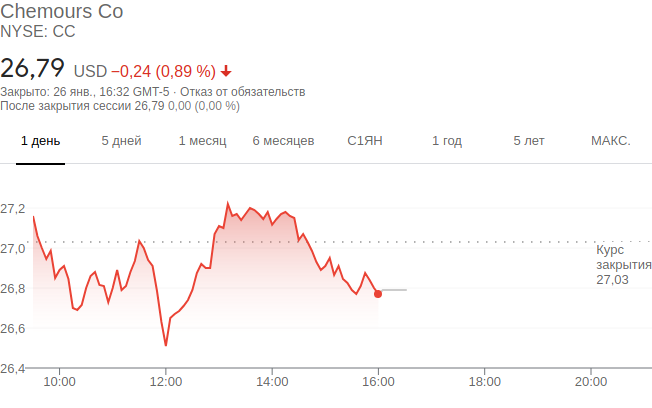 Chemours Co
NYSE: CC
26,79 USD −0,24 (0,89 %)
Закрыто: 26 янв., 16:32 GMT-5 · Отказ от обязательств
После закрытия сессии 26,79 0,00 (0,00 %)
1 день 5 дней 1 месяц 6 месяцев С1ЯН 1 год 5 лет МАКС.
27,2
27,0
Курс
закрытия
27,03
26,8
26,6
26,4
10:00 12:00 14:00 16:00 18:00 20:00